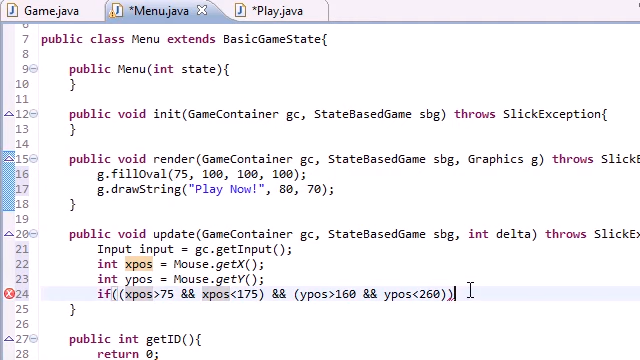 Game.java *Menu.java *Play.java
7 public class Menu extends BasicGameState{
8
9 public Menu(int state){
10 }
11
12 public void init(GameContainer gc, StateBasedGame sbg) throws SlickException{
13 }
14
15 public void render(GameContainer gc, StateBasedGame sbg, Graphics g) throws SlickE
16 g.fillOval(75, 100, 100, 100);
17 g.drawString("Play Now!", 80, 70);
18 }
19
20 public void update(GameContainer gc, StateBasedGame sbg, int delta) throws SlickEx
21 Input input = gc.getInput();
22 int xpos = Mouse.getX();
23 int ypos = Mouse.getY();
24 if((xpos>75 && xpos<175) && (ypos>160 && ypos<260))
25 }
26
27 public int getID(){
28 return 0;